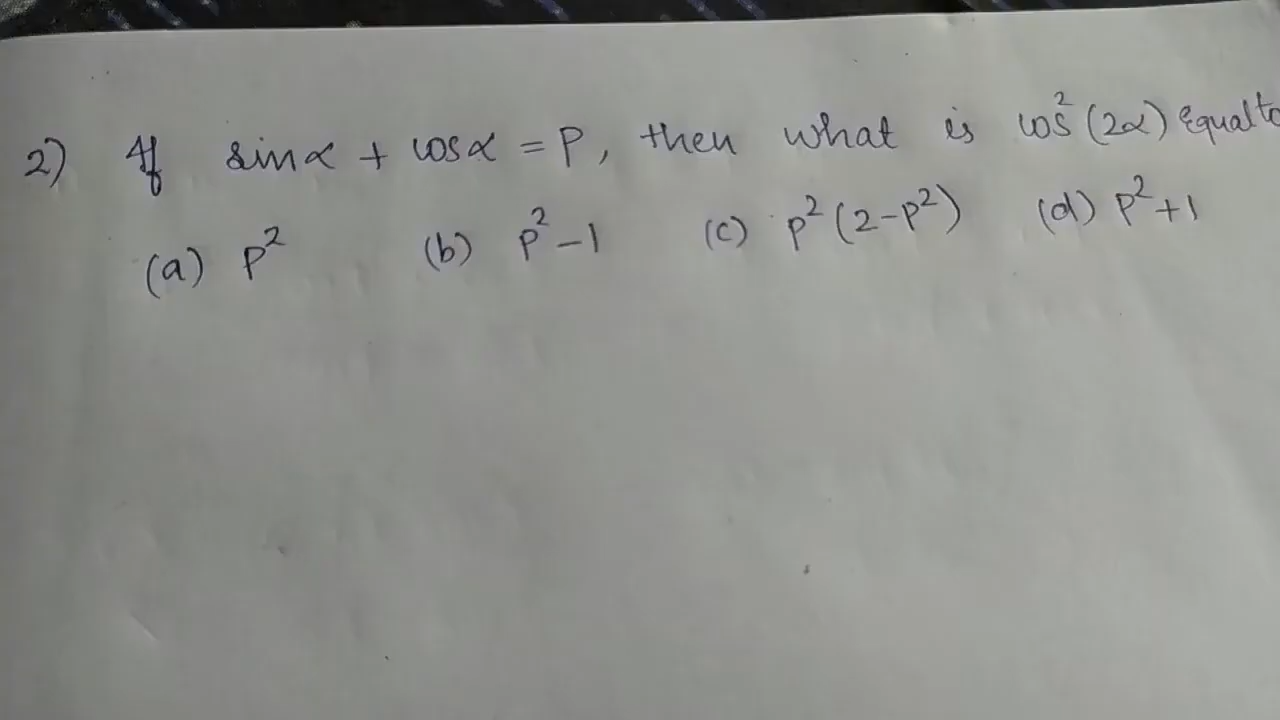 2) If sinα + cosα = P, then what is cos²(2α) Equal to
(a) P² (b) P² - 1 (c) P² (2 - P²) (d) P² + 1